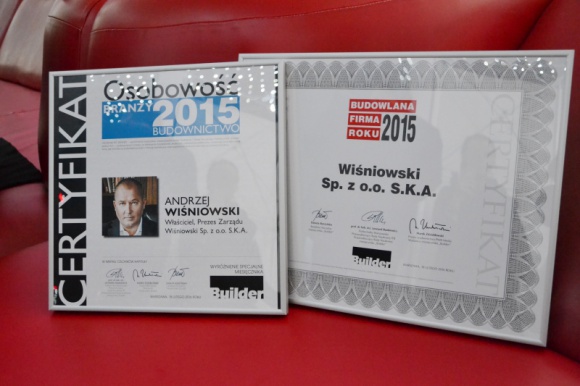 CERTYFIKAT
Osobowość
BRANŻY 2015
BUDOWNICTWO
ANDRZEJ
WIŚNIOWSKI
Właściciel, Prezes Zarządu
Wiśniowski Sp. z o.o. S.K.A.
WYRÓŻNIENIE SPECJALNE
MIESIĘCZNIKA
Builder
CERTYFIKAT
BUDOWLANA
FIRMA
ROKU 2015
Wiśniowski
Sp. z o.o. S.K.A.
Builder